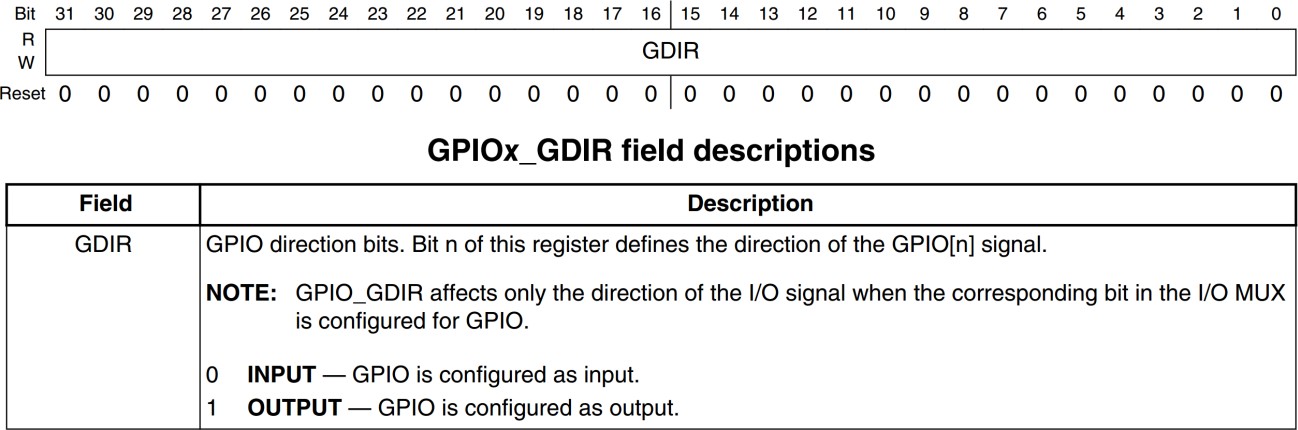 Bit 31 30 29 28 27 26 25 24 23 22 21 20 19 18 17 16 15 14 13 12 11 10 9 8 7 6 5 4 3 2 1 0
R
GDIR
W
Reset 0 0 0 0 0 0 0 0 0 0 0 0 0 0 0 0 0 0 0 0 0 0 0 0 0 0 0 0 0 0 0 0
GPIOx_GDIR field descriptions
Field Description
GDIR GPIO direction bits. Bit n of this register defines the direction of the GPIO[n] signal.
NOTE: GPIO_GDIR affects only the direction of the I/O signal when the corresponding bit in the I/O MUX
is configured for GPIO.
0 INPUT — GPIO is configured as input.
1 OUTPUT — GPIO is configured as output.